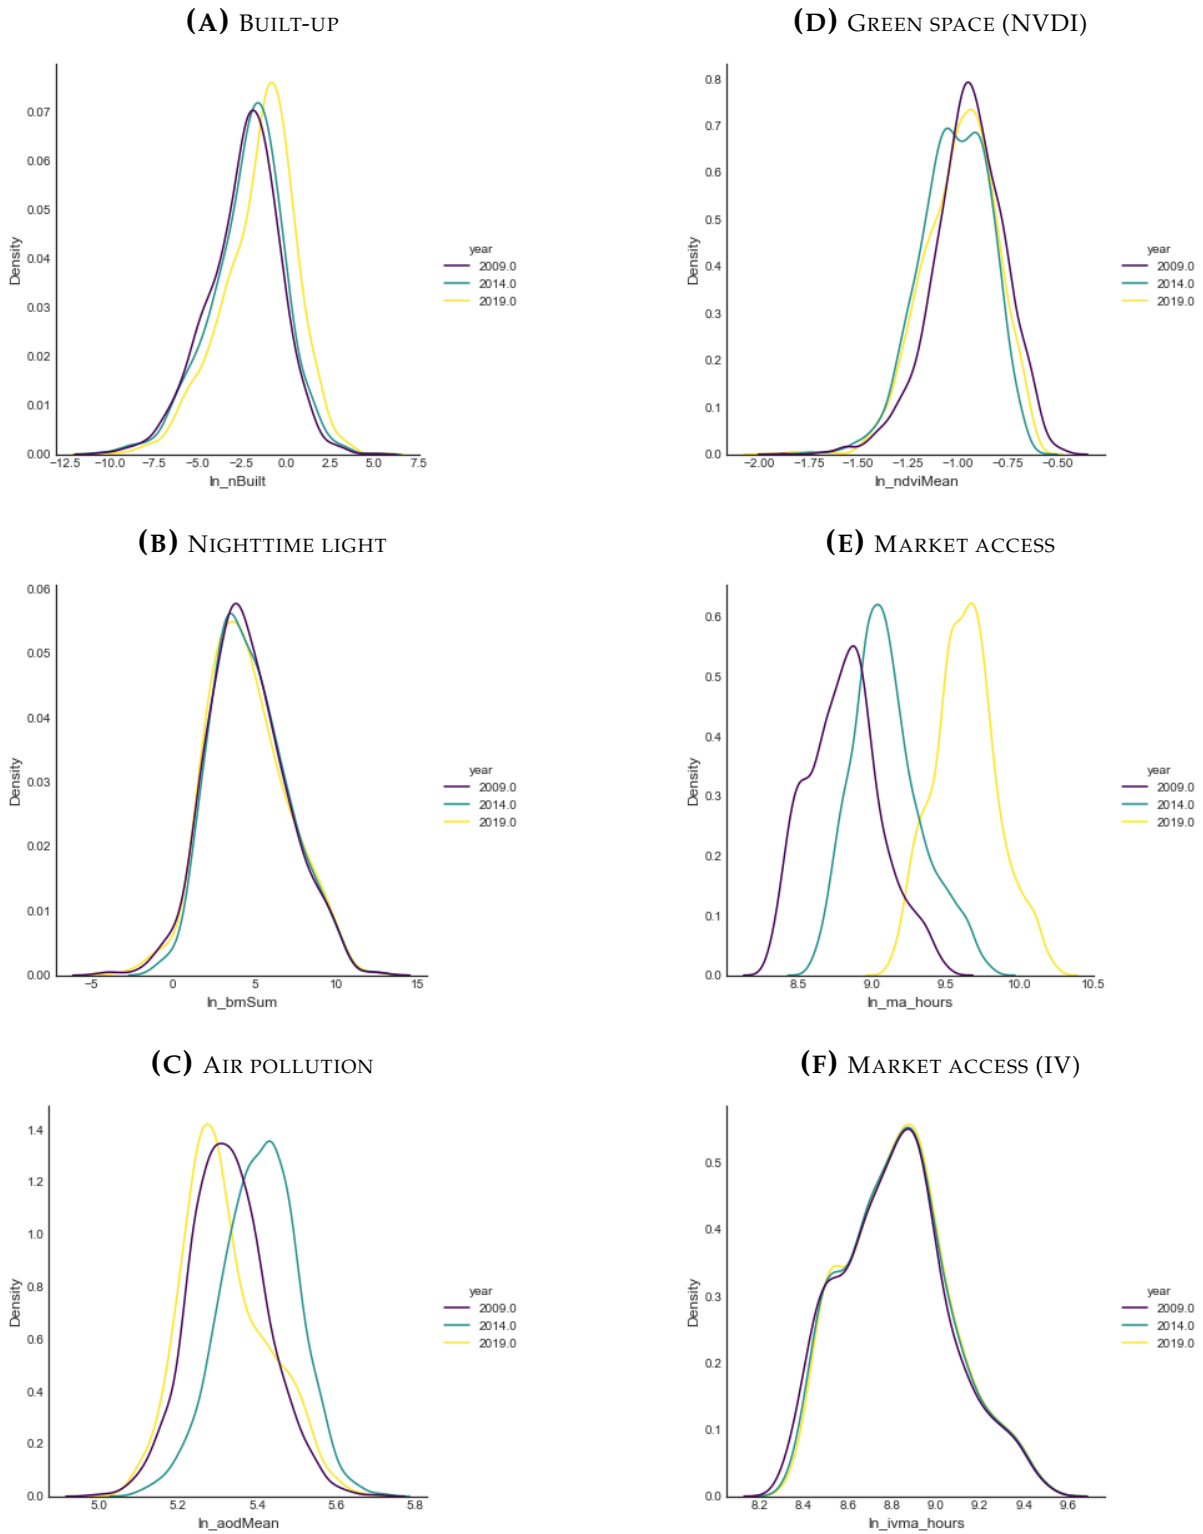 (A) BUILT-UP
0.07
0.06
0.05
0.04
0.03
0.02
0.01
0.00
Density
−12.5 −10.0 −7.5 −5.0 −2.5 0.0 2.5 5.0 7.5
ln_nBuilt
year
2009.0
2014.0
2019.0
(D) GREEN SPACE (NVDI)
0.8
0.7
0.6
0.5
0.4
0.3
0.2
0.1
0.0
Density
−2.00 −1.75 −1.50 −1.25 −1.00 −0.75 −0.50
ln_ndviMean
year
2009.0
2014.0
2019.0
(B) NIGHTTIME LIGHT
0.06
0.05
0.04
0.03
0.02
0.01
0.00
Density
−5 0 5 10 15
ln_bmSum
year
2009.0
2014.0
2019.0
(E) MARKET ACCESS
0.6
0.5
0.4
0.3
0.2
0.1
0.0
Density
8.5 9.0 9.5 10.0 10.5
ln_ma_hours
year
2009.0
2014.0
2019.0
(C) AIR POLLUTION
1.4
1.2
1.0
0.8
0.6
0.4
0.2
0.0
Density
5.0 5.2 5.4 5.6 5.8
ln_aodMean
year
2009.0
2014.0
2019.0
(F) MARKET ACCESS (IV)
0.5
0.4
0.3
0.2
0.1
0.0
Density
8.2 8.4 8.6 8.8 9.0 9.2 9.4 9.6
ln_ivma_hours
year
2009.0
2014.0
2019.0